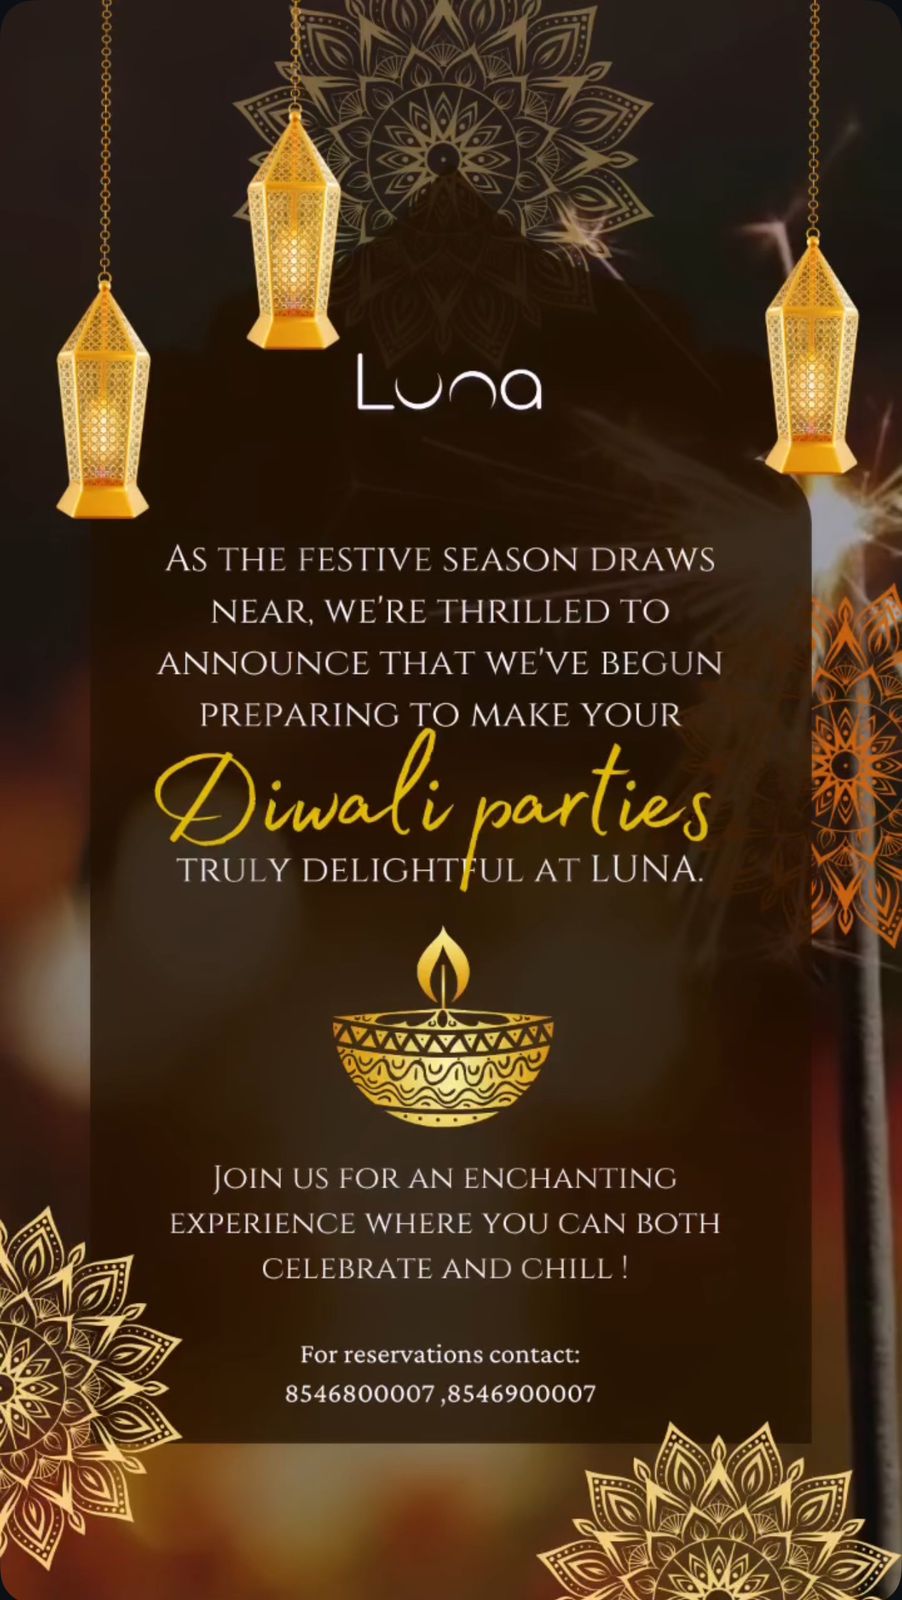 Luna
As the festive season draws
near, we're thrilled to
announce that we've begun
preparing to make your
Diwali parties
truly delightful at LUNA.
Join us for an enchanting
experience where you can both
celebrate and chill !
For reservations contact:
8546800007 ,8546900007